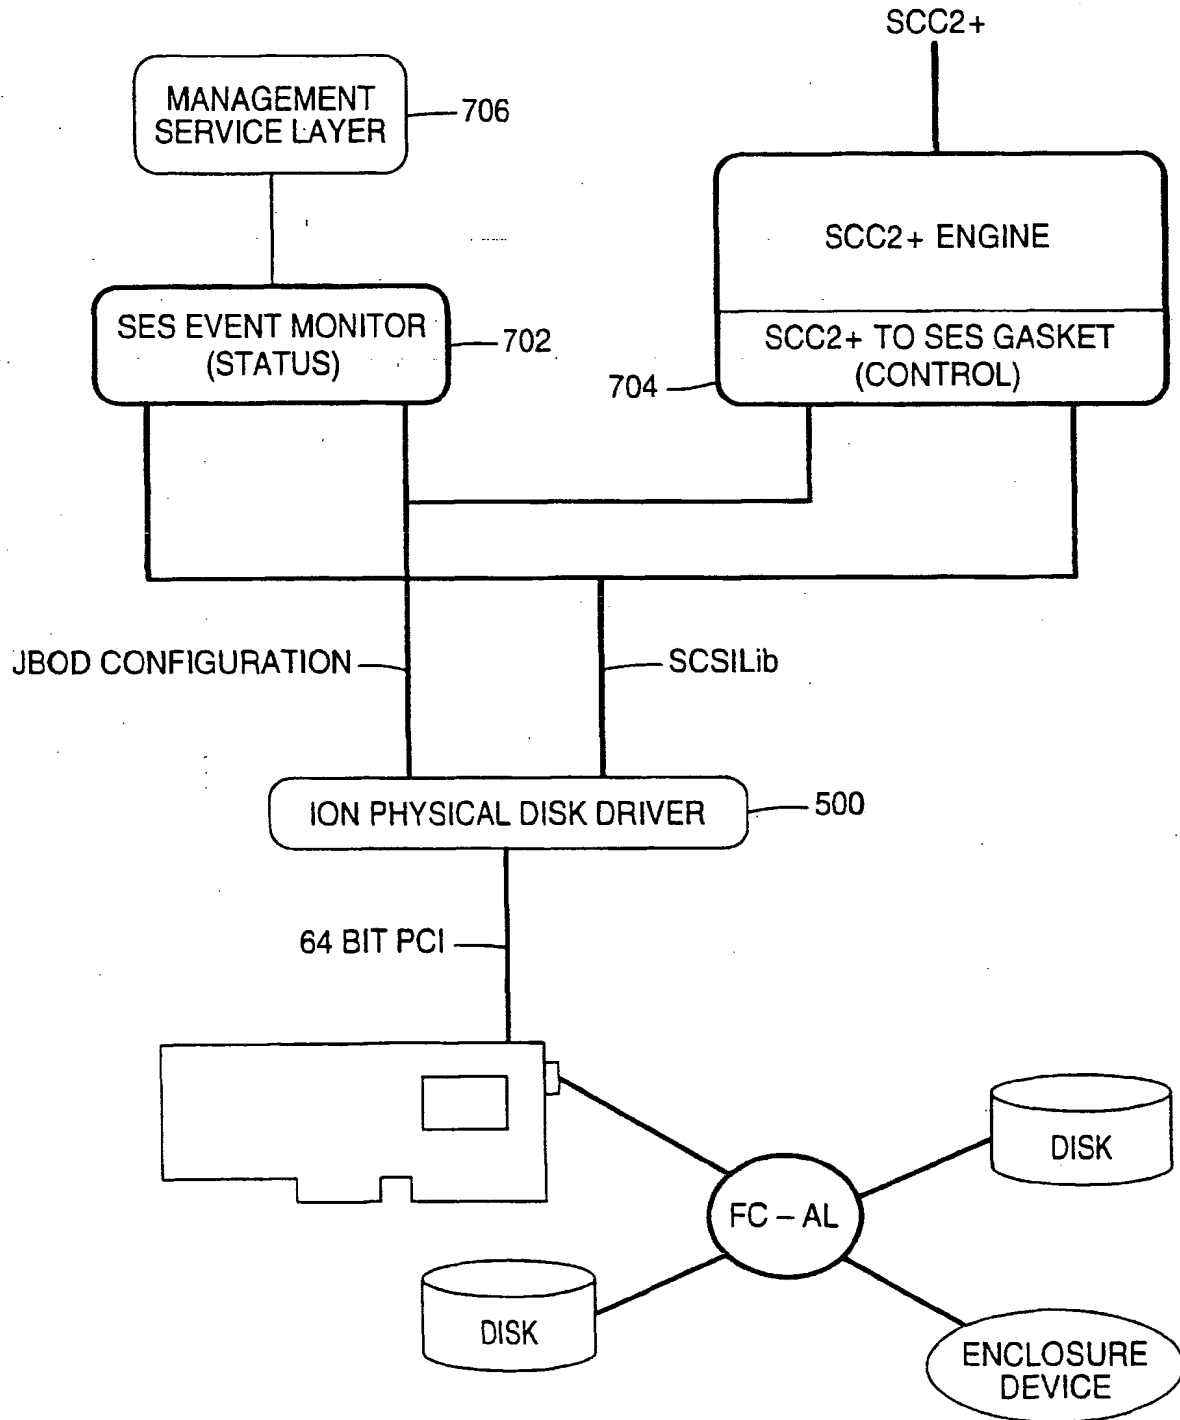 SCC2+
MANAGEMENT
SERVICE LAYER
706
SCC2+ ENGINE
SES EVENT MONITOR
(STATUS)
702
SCC2+ TO SES GASKET
(CONTROL)
704
JBOD CONFIGURATION
SCSILib
ION PHYSICAL DISK DRIVER
500
64 BIT PCI
DISK
FC – AL
DISK
ENCLOSURE
DEVICE